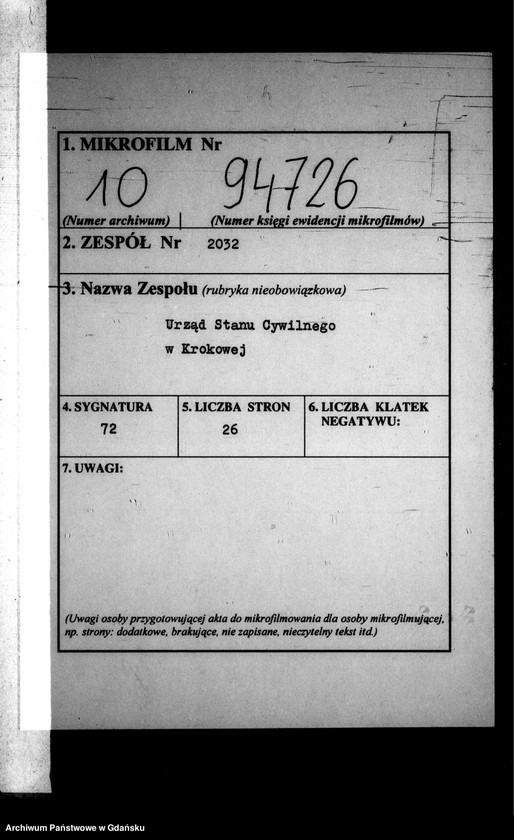 1. MIKROFILM Nr
10 94726
(Numer archiwum) (Numer księgi ewidencji mikrofilmów)
2. ZESPÓŁ Nr 2032
3. Nazwa Zespołu (rubryka nieobowiązkowa)
Urząd Stanu Cywilnego
w Krokowej
4. SYGNATURA 5. LICZBA STRON 6. LICZBA KLATEK
NEGATYWU:
72 26
7. UWAGI:
(Uwagi osoby przygotowującej akta do mikrofilmowania dla osoby mikrofilmującej,
np. strony: dodatkowe, brakujące, nie zapisane, nieczytelny tekst itd.)
Archiwum Państwowe w Gdańsku